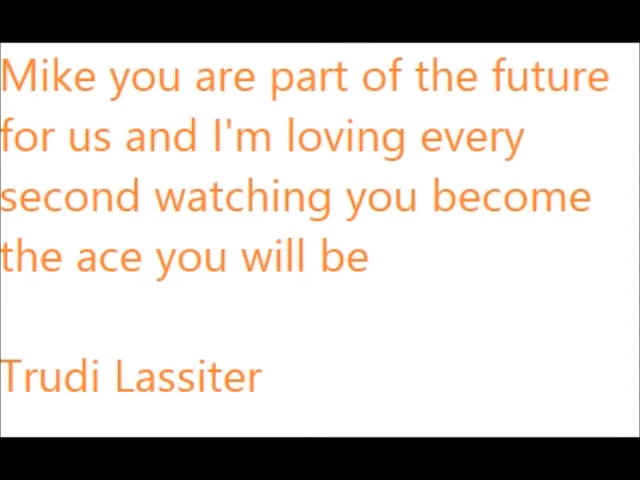 Mike you are part of the future
for us and I'm loving every
second watching you become
the ace you will be
Trudi Lassiter